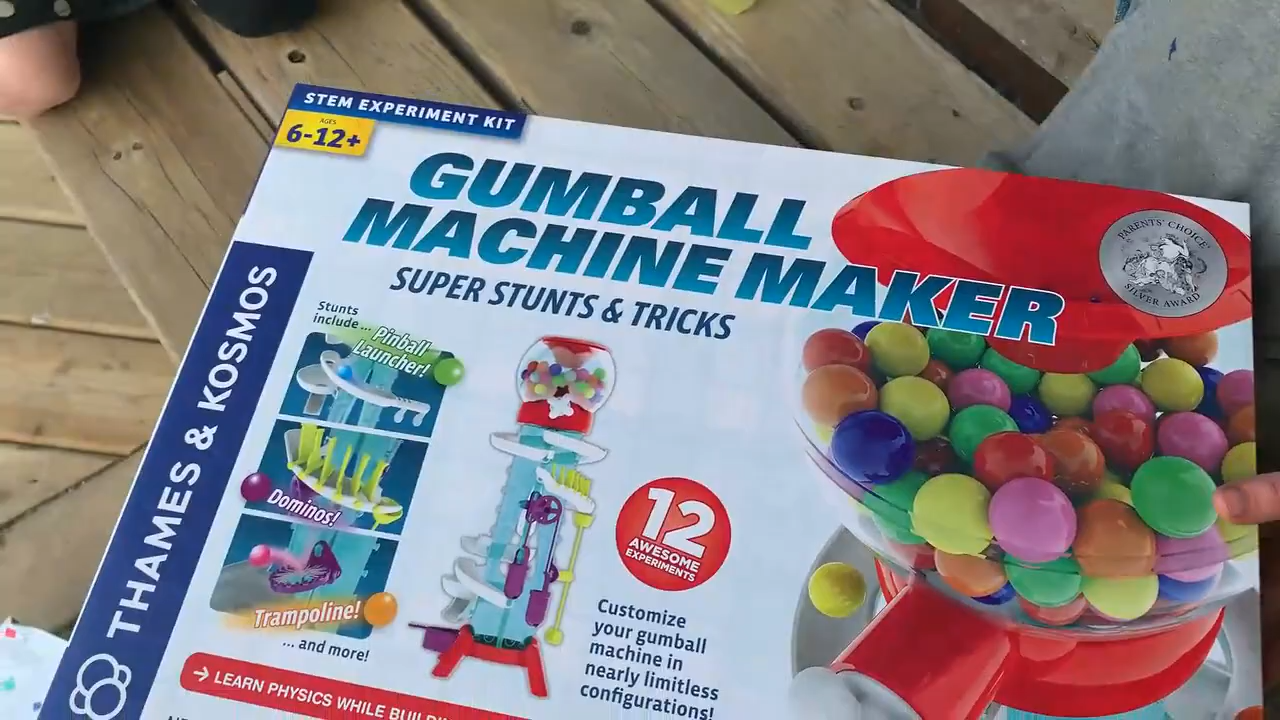 STEM EXPERIMENT KIT
AGES
6-12+
GUMBALL
MACHINE MAKER
SUPER STUNTS & TRICKS
PARENTS' CHOICE
SILVER AWARD
THAMES & KOSMOS
Stunts
include...
Pinball
Launcher!
Dominos!
Trampoline!
... and more!
12
AWESOME
EXPERIMENTS
Customize
your gumball
machine in
nearly limitless
configurations!
→ LEARN PHYSICS WHILE